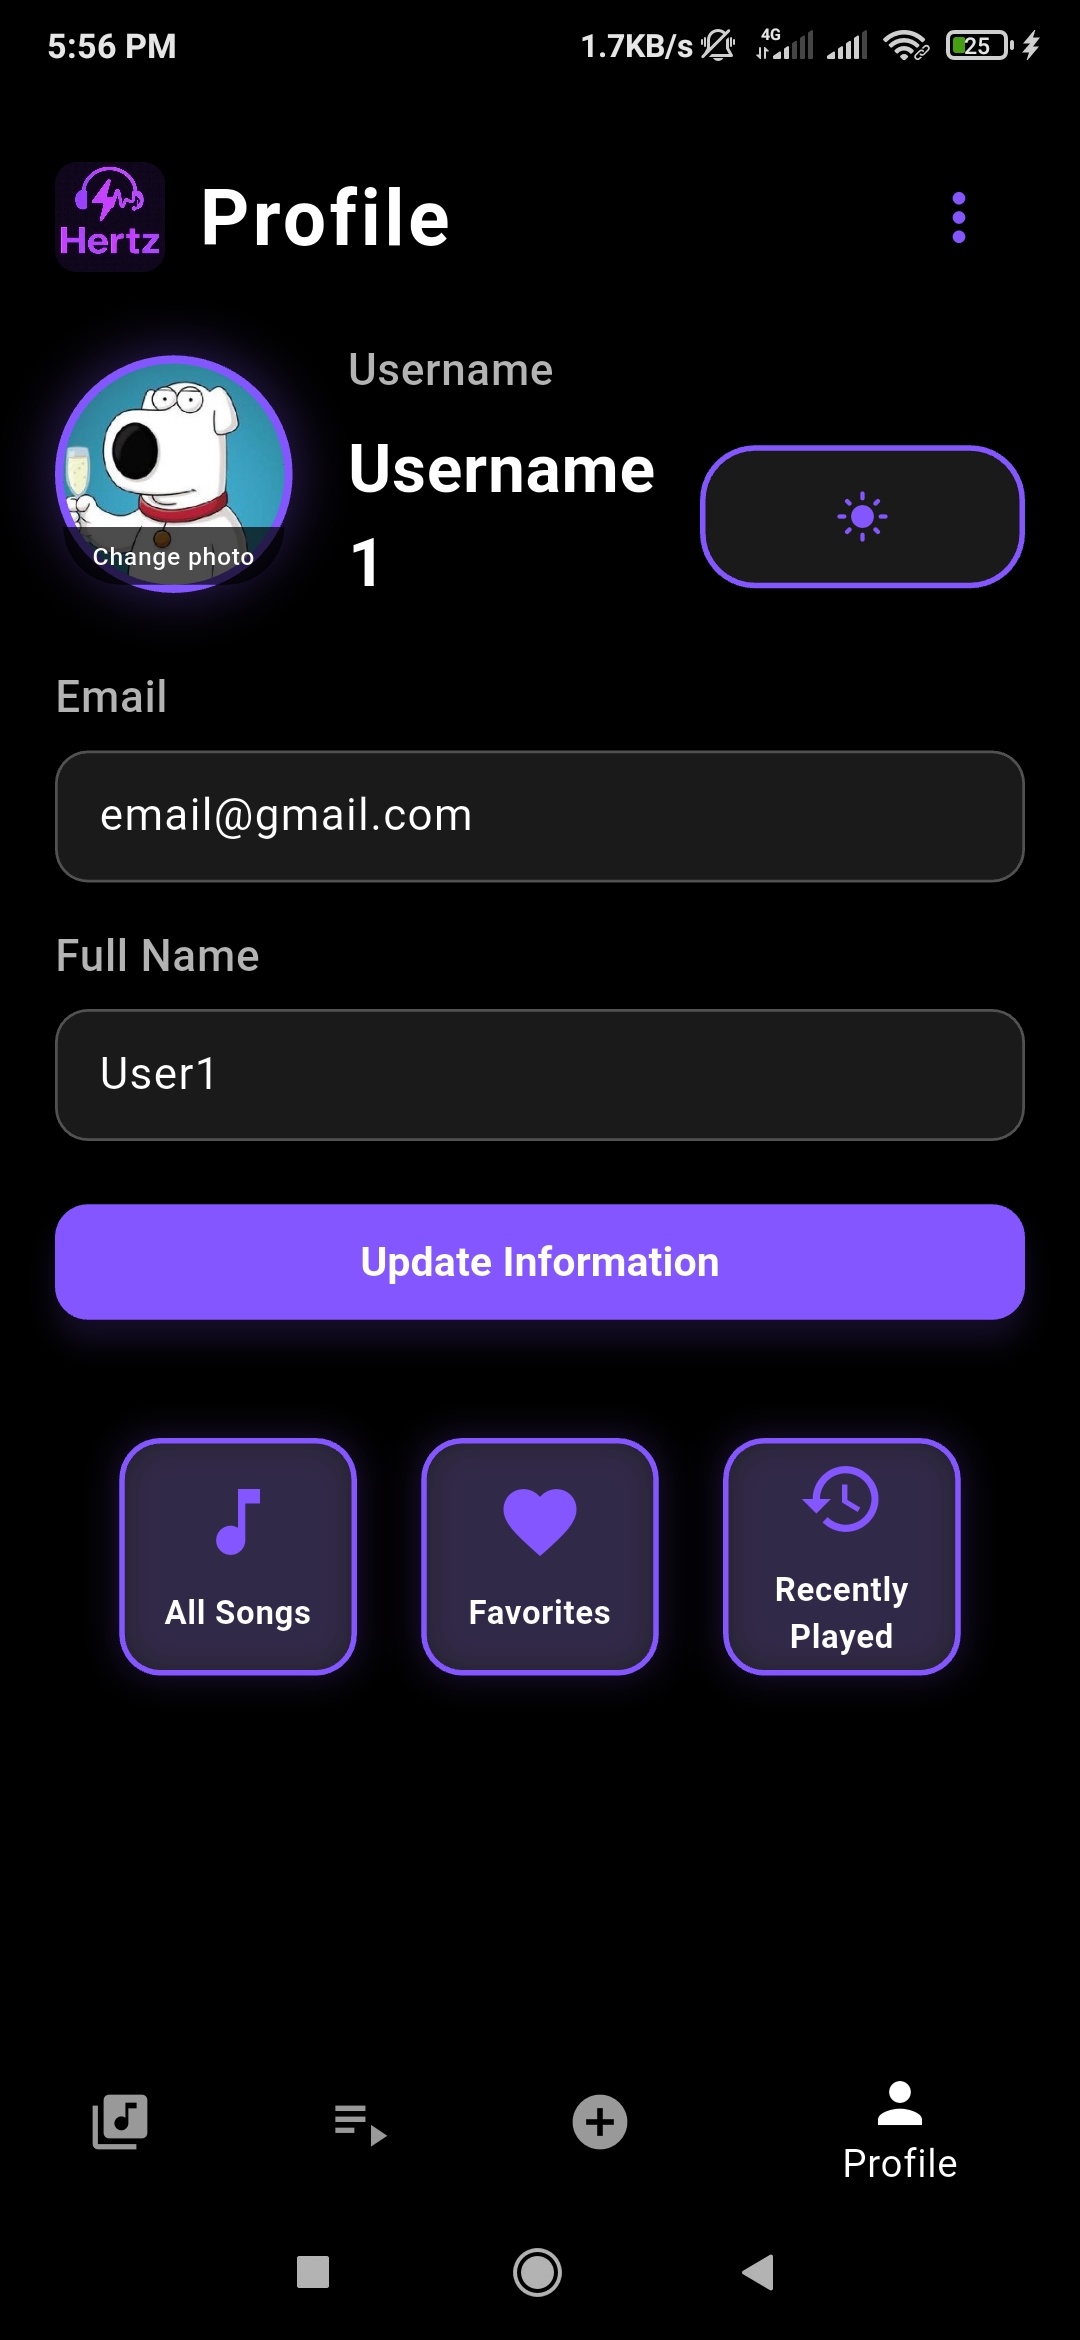 5:56 PM
1.7KB/s
4G
25
Hertz
Profile
Username
Username
1
Change photo
Email
email@gmail.com
Full Name
User1
Update Information
All Songs
Favorites
Recently
Played
Profile